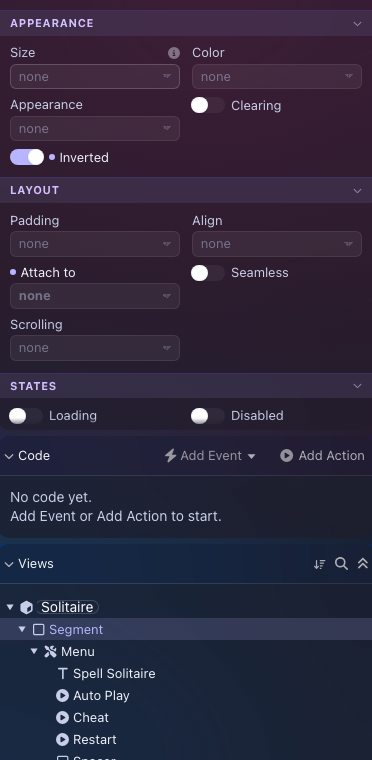 APPEARANCE
Size Color
none none
Appearance Clearing
none
Inverted
LAYOUT
Padding Align
none none
Attach to Seamless
none
Scrolling
none
STATES
Loading Disabled
Code Add Event Add Action
No code yet.
Add Event or Add Action to start.
Views
Solitaire
Segment
Menu
Spell Solitaire
Auto Play
Cheat
Restart